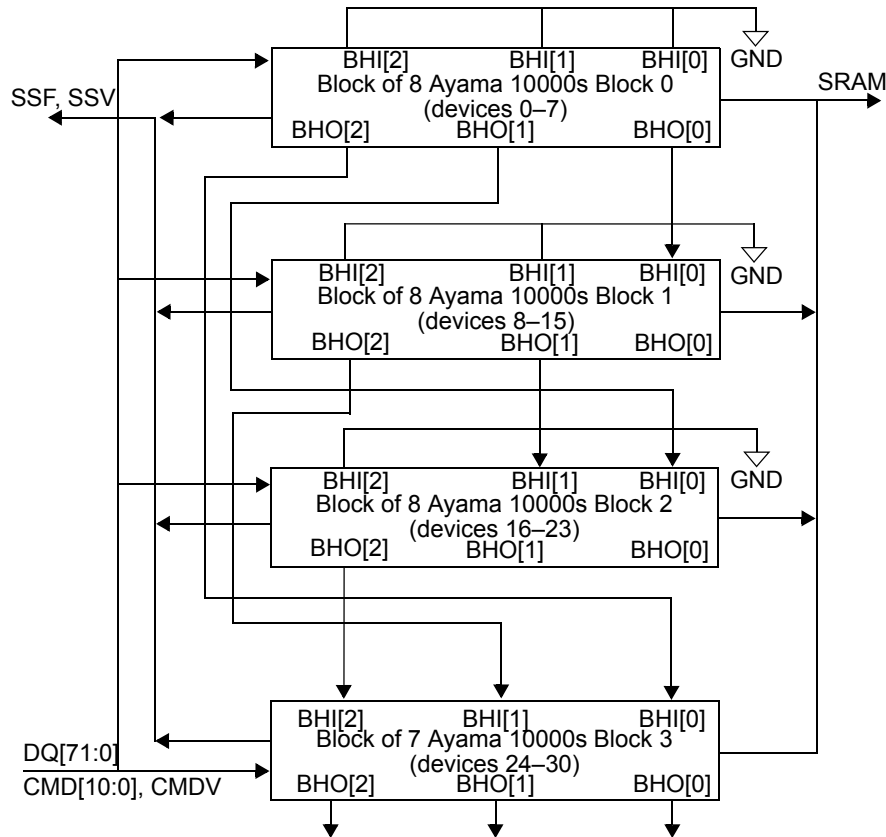 BHI[2] BHI[1] BHI[0] GND
SSF, SSV
Block of 8 Ayama 10000s Block 0
(devices 0–7)
SRAM
BHO[2] BHO[1] BHO[0]
BHI[2] BHI[1] BHI[0] GND
Block of 8 Ayama 10000s Block 1
(devices 8–15)
BHO[2] BHO[1] BHO[0]
BHI[2] BHI[1] BHI[0] GND
Block of 8 Ayama 10000s Block 2
(devices 16–23)
BHO[2] BHO[1] BHO[0]
BHI[2] BHI[1] BHI[0]
Block of 7 Ayama 10000s Block 3
(devices 24–30)
DQ[71:0]
CMD[10:0], CMDV
BHO[2] BHO[1] BHO[0]